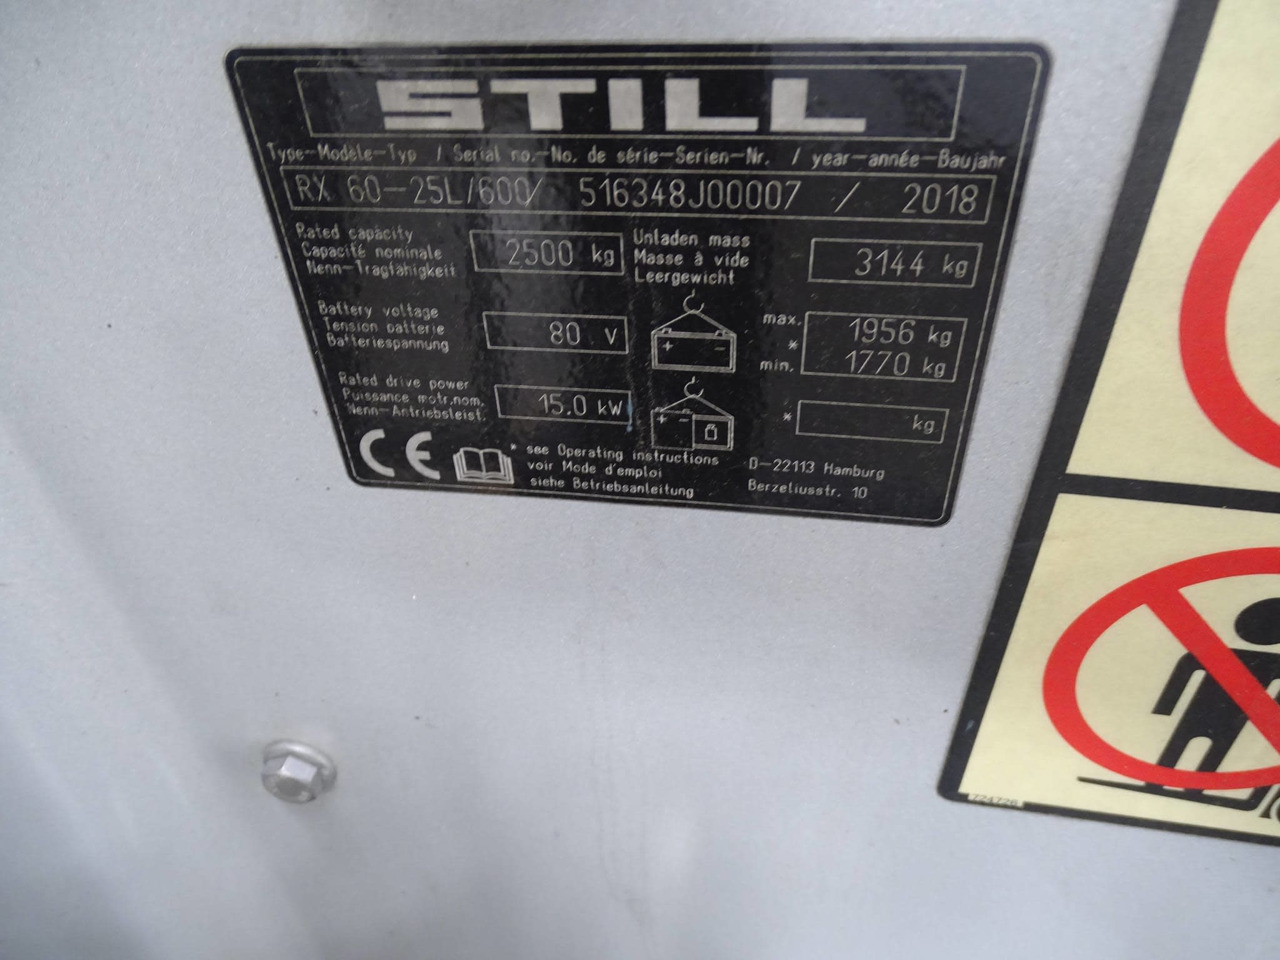 STILL
Type-Modèle-Typ / Serial no.-No. de série-Serien-Nr. / year-année-Baujahr
RX 60-25L/600/ 516348J00007 / 2018
Rated capacity
Capacité nominale
Nenn-Tragfähigkeit
2500 kg
Unladen mass
Masse à vide
Leergewicht
3144 kg
Battery voltage
Tension batterie
Batteriespannung
80 V
+ -
max. 1956 kg
*
min. 1770 kg
Rated drive power
Puissance motr.nom.
Nenn-Antriebsleist.
15.0 kW
+ -
* kg
CE
* see Operating instructions
voir Mode d'emploi
siehe Betriebsanleitung
D-22113 Hamburg
Berzeliusstr. 10
724726